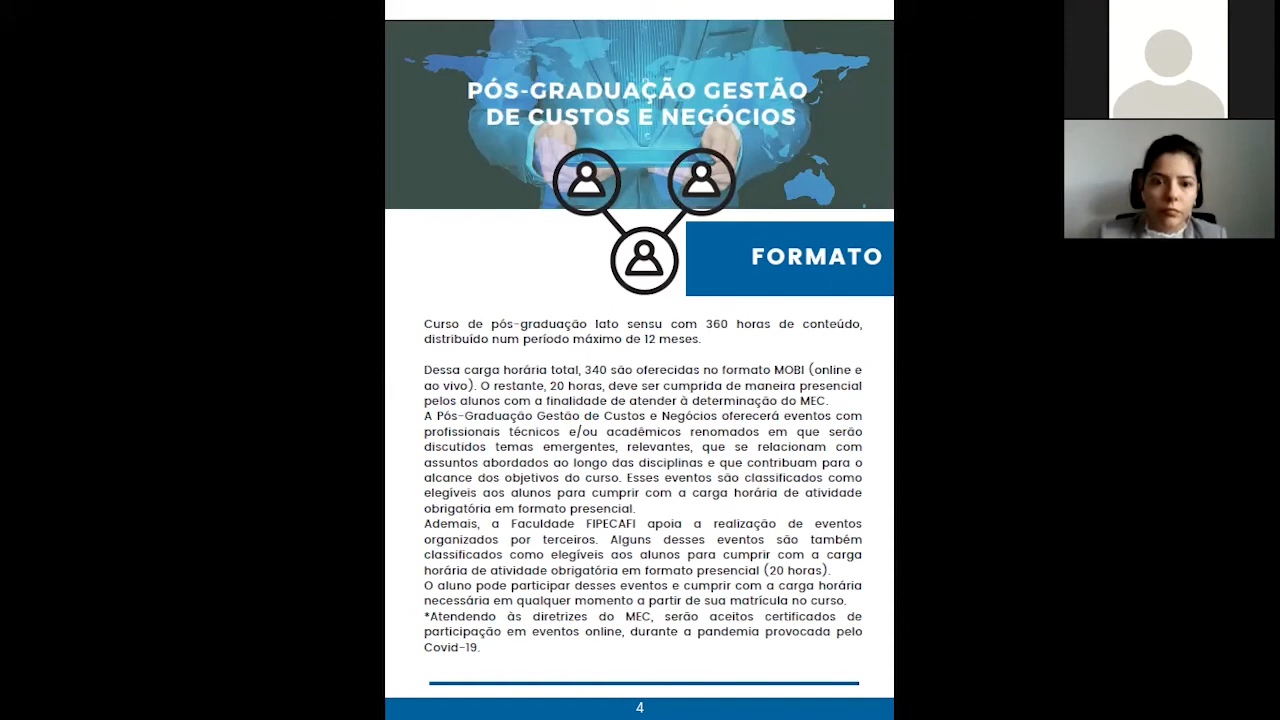 PÓS-GRADUAÇÃO GESTÃO
DE CUSTOS E NEGÓCIOS
FORMATO
Curso de pós-graduação lato sensu com 360 horas de conteúdo,
distribuído num período máximo de 12 meses.
Dessa carga horária total, 340 são oferecidas no formato MOBI (online e
ao vivo). O restante, 20 horas, deve ser cumprida de maneira presencial
pelos alunos com a finalidade de atender à determinação do MEC.
A Pós-Graduação Gestão de Custos e Negócios oferecerá eventos com
profissionais técnicos e/ou acadêmicos renomados em que serão
discutidos temas emergentes, relevantes, que se relacionam com
assuntos abordados ao longo das disciplinas e que contribuam para o
alcance dos objetivos do curso. Esses eventos são classificados como
elegíveis aos alunos para cumprir com a carga horária de atividade
obrigatória em formato presencial.
Ademais, a Faculdade FIPECAFI apoia a realização de eventos
organizados por terceiros. Alguns desses eventos são também
classificados como elegíveis aos alunos para cumprir com a carga
horária de atividade obrigatória em formato presencial (20 horas).
O aluno pode participar desses eventos e cumprir com a carga horária
necessária em qualquer momento a partir de sua matrícula no curso.
*Atendendo às diretrizes do MEC, serão aceitos certificados de
participação em eventos online, durante a pandemia provocada pelo
Covid-19.
4